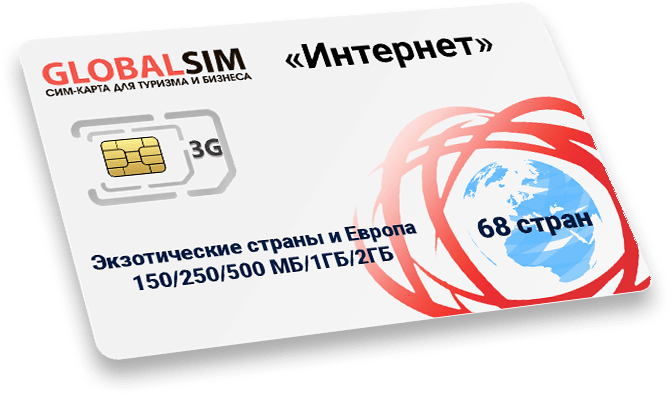 GLOBALSIM
СИМ-КАРТА ДЛЯ ТУРИЗМА И БИЗНЕСА
«Интернет»
3G
68 стран
Экзотические страны и Европа
150/250/500 МБ/1ГБ/2ГБ